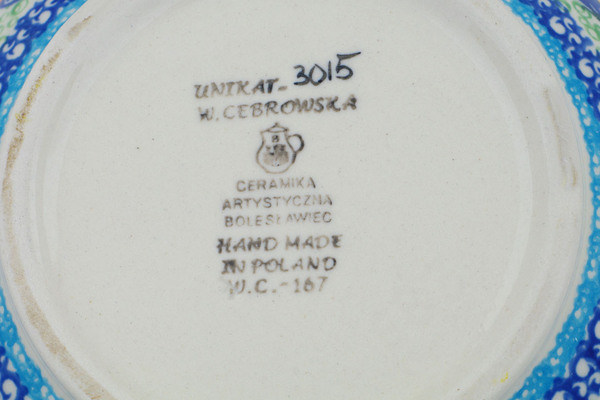 UNIKAT-3015
W. CEBROWSKA
B
CERAMIKA
ARTYSTYCZNA
BOLESŁAWIEC
HAND MADE
IN POLAND
W.C.-167